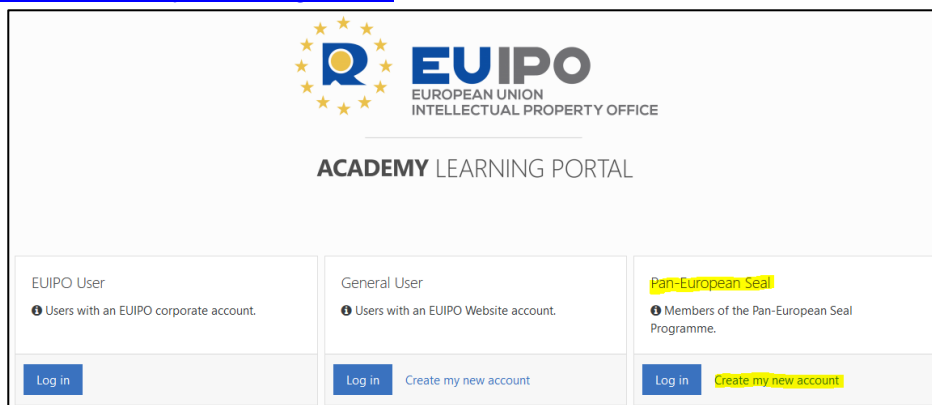 EUIPO
EUROPEAN UNION
INTELLECTUAL PROPERTY OFFICE
ACADEMY LEARNING PORTAL
EUIPO User
Users with an EUIPO corporate account.
Log in
General User
Users with an EUIPO Website account.
Log in Create my new account
Pan-European Seal
Members of the Pan-European Seal
Programme.
Log in Create my new account